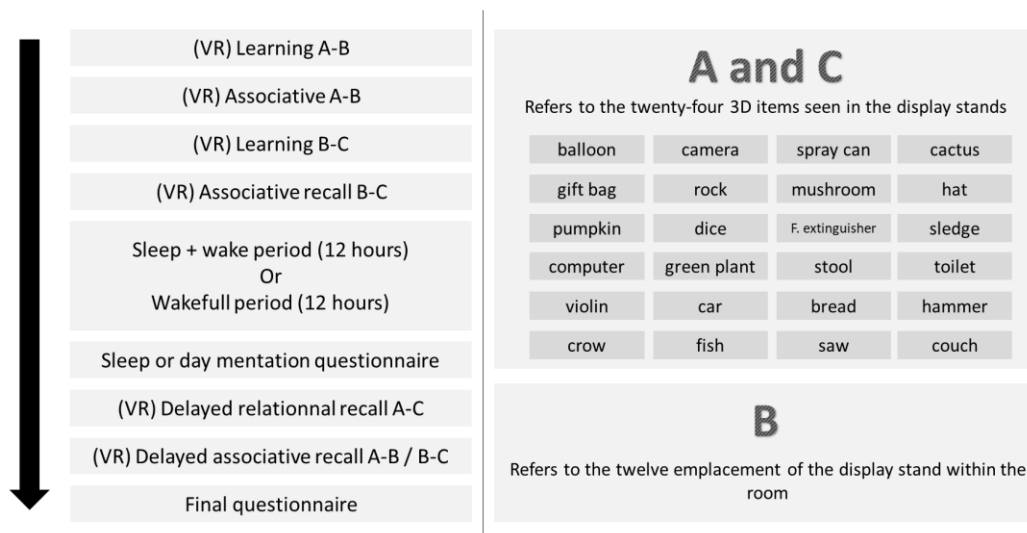 (VR) Learning A-B
(VR) Associative A-B
(VR) Learning B-C
(VR) Associative recall B-C
Sleep + wake period (12 hours)
Or
Wakefull period (12 hours)
Sleep or day mentation questionnaire
(VR) Delayed relationnal recall A-C
(VR) Delayed associative recall A-B / B-C
Final questionnaire
A and C
Refers to the twenty-four 3D items seen in the display stands
balloon camera spray can cactus
gift bag rock mushroom hat
pumpkin dice F. extinguisher sledge
computer green plant stool toilet
violin car bread hammer
crow fish saw couch
B
Refers to the twelve emplacement of the display stand within the
room